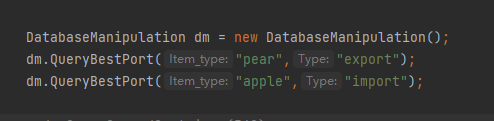 DatabaseManipulation dm = new DatabaseManipulation();
dm.QueryBestPort( Item_type: "pear", Type: "export");
dm.QueryBestPort( Item_type: "apple", Type: "import");